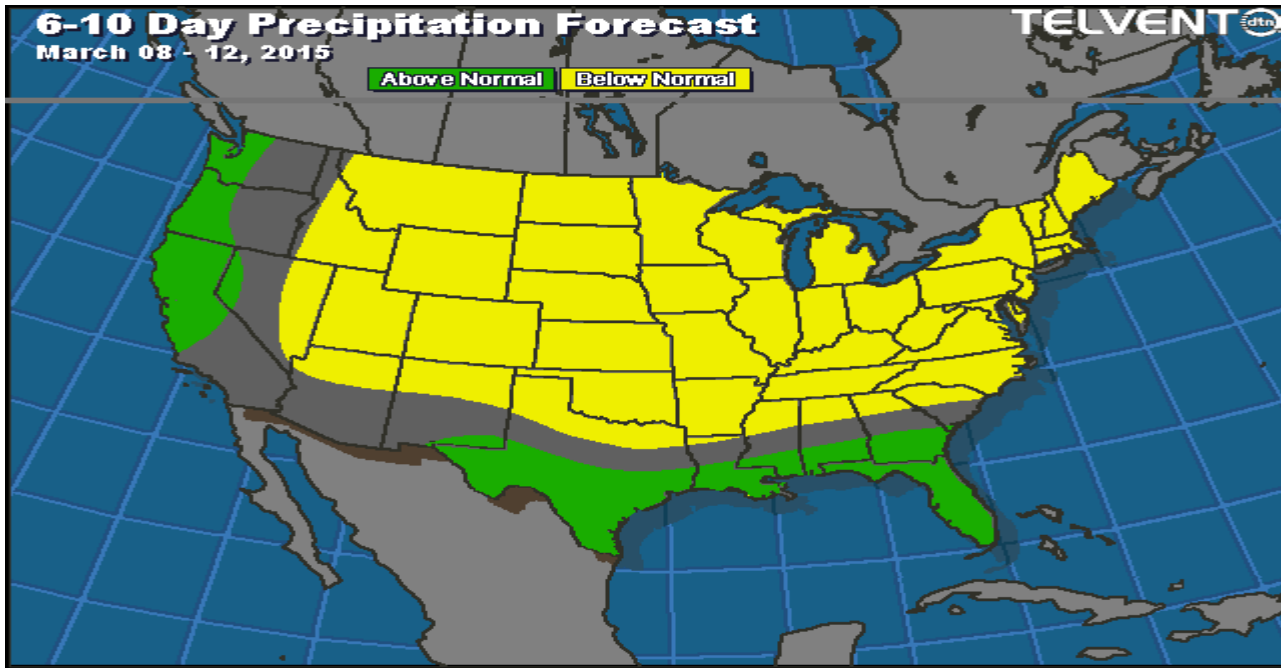 6-10 Day Precipitation Forecast
March 08 - 12, 2015
TELVENT dtn
Above Normal Below Normal